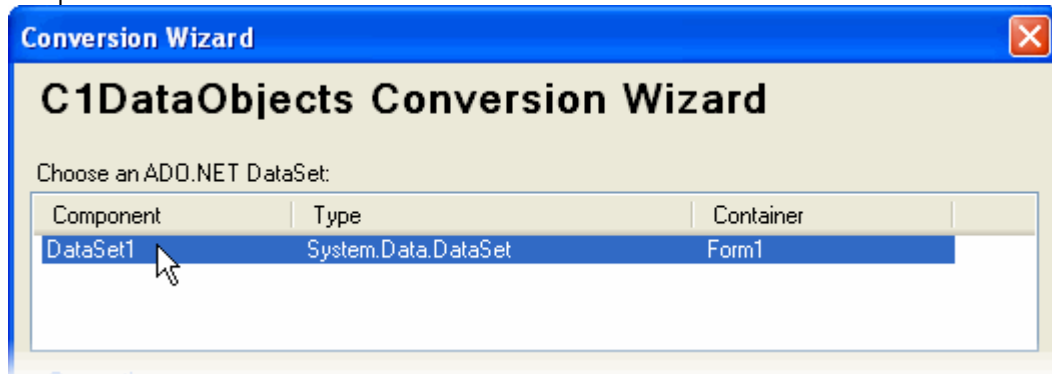 Conversion Wizard
C1DataObjects Conversion Wizard
Choose an ADO.NET DataSet:
Component Type Container
DataSet1 System.Data.DataSet Form1